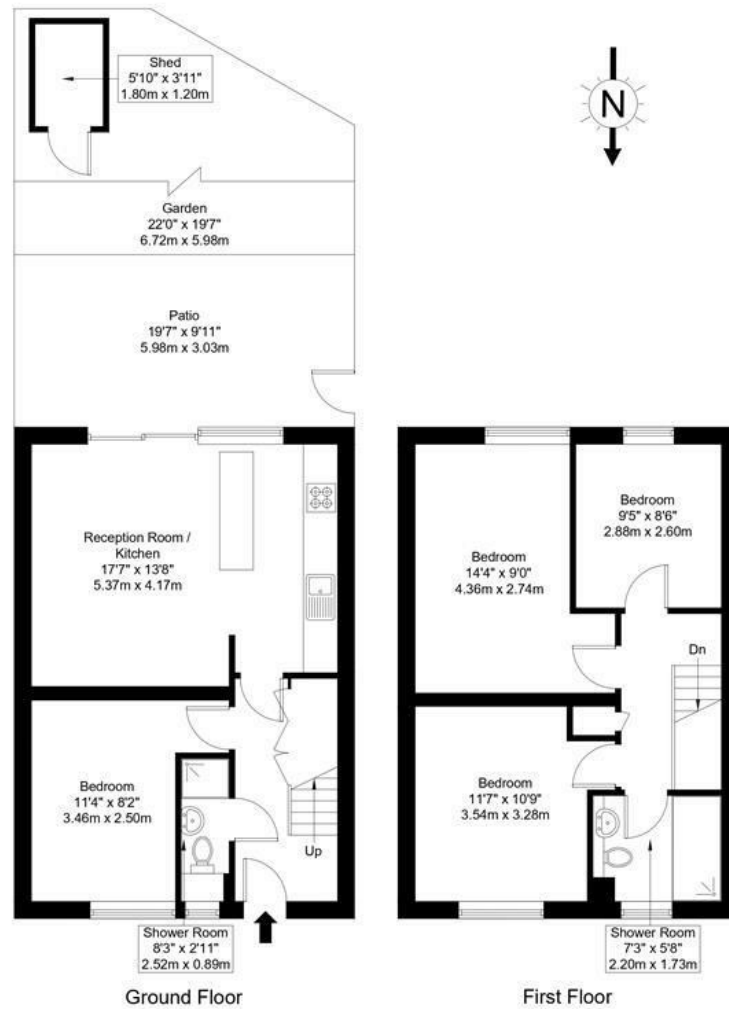 Shed
5'10" x 3'11"
1.80m x 1.20m
N
Garden
22'0" x 19'7"
6.72m x 5.98m
Patio
19'7" x 9'11"
5.98m x 3.03m
Reception Room /
Kitchen
17'7" x 13'8"
5.37m x 4.17m
Bedroom
11'4" x 8'2"
3.46m x 2.50m
Up
Shower Room
8'3" x 2'11"
2.52m x 0.89m
Ground Floor
Bedroom
9'5" x 8'6"
2.88m x 2.60m
Bedroom
14'4" x 9'0"
4.36m x 2.74m
Dn
Bedroom
11'7" x 10'9"
3.54m x 3.28m
Shower Room
7'3" x 5'8"
2.20m x 1.73m
First Floor